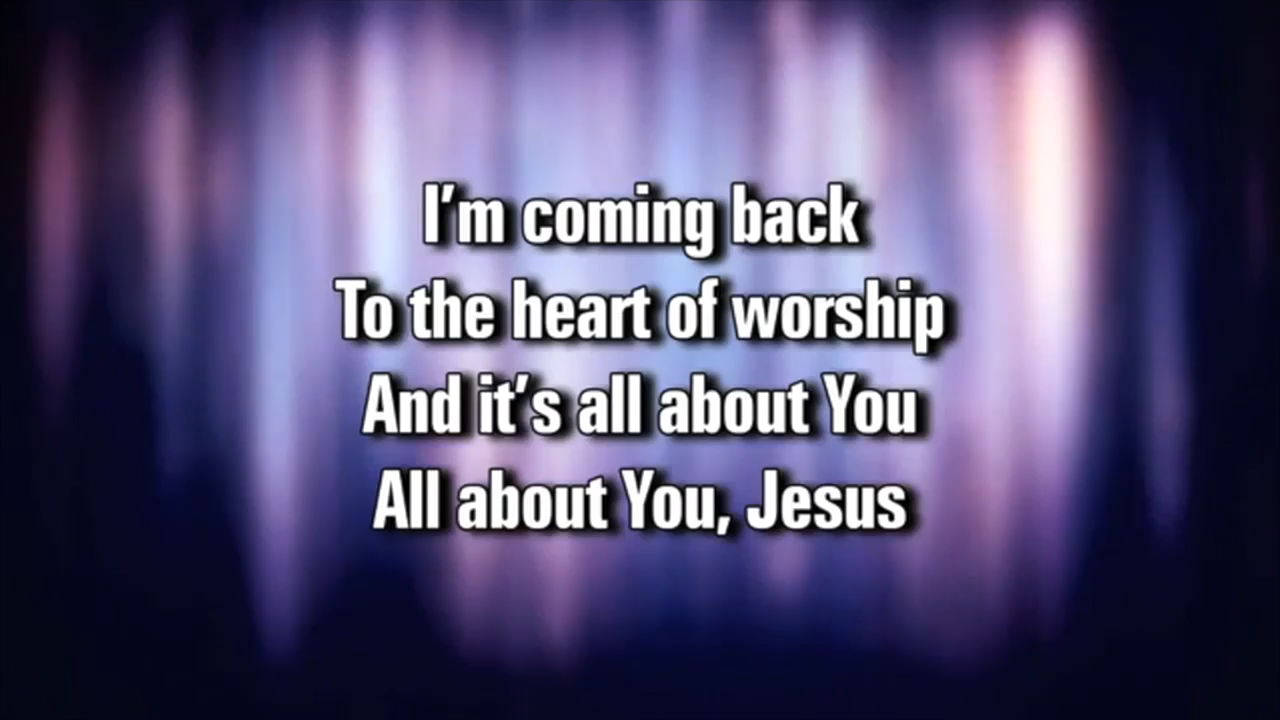 I'm coming back
To the heart of worship
And it's all about You
All about You, Jesus